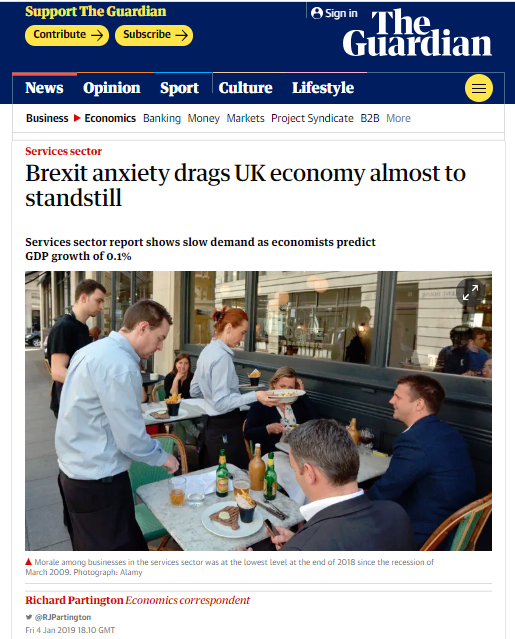 Support The Guardian
Contribute → Subscribe →
Sign in
The
Guardian
News Opinion Sport Culture Lifestyle
Business ▶ Economics Banking Money Markets Project Syndicate B2B More
Services sector
Brexit anxiety drags UK economy almost to
standstill
Services sector report shows slow demand as economists predict
GDP growth of 0.1%
▲ Morale among businesses in the services sector was at the lowest level at the end of 2018 since the recession of
March 2009. Photograph: Alamy
Richard Partington Economics correspondent
@RJPartington
Fri 4 Jan 2019 18.10 GMT